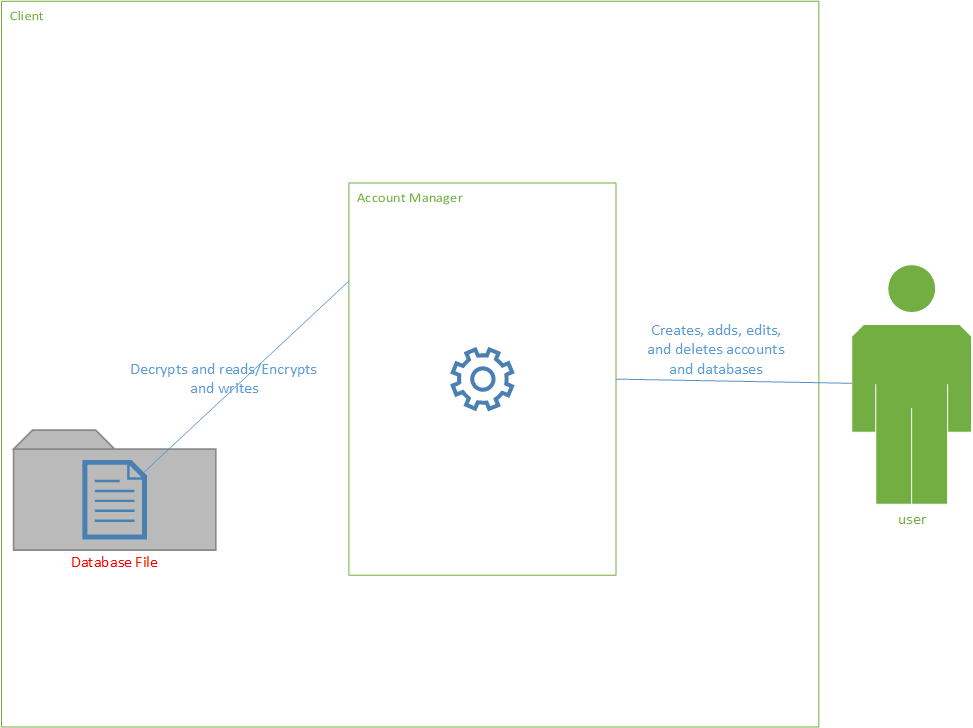 Client
Account Manager
Creates, adds, edits,
and deletes accounts
and databases
Decrypts and reads/Encrypts
and writes
user
Database File